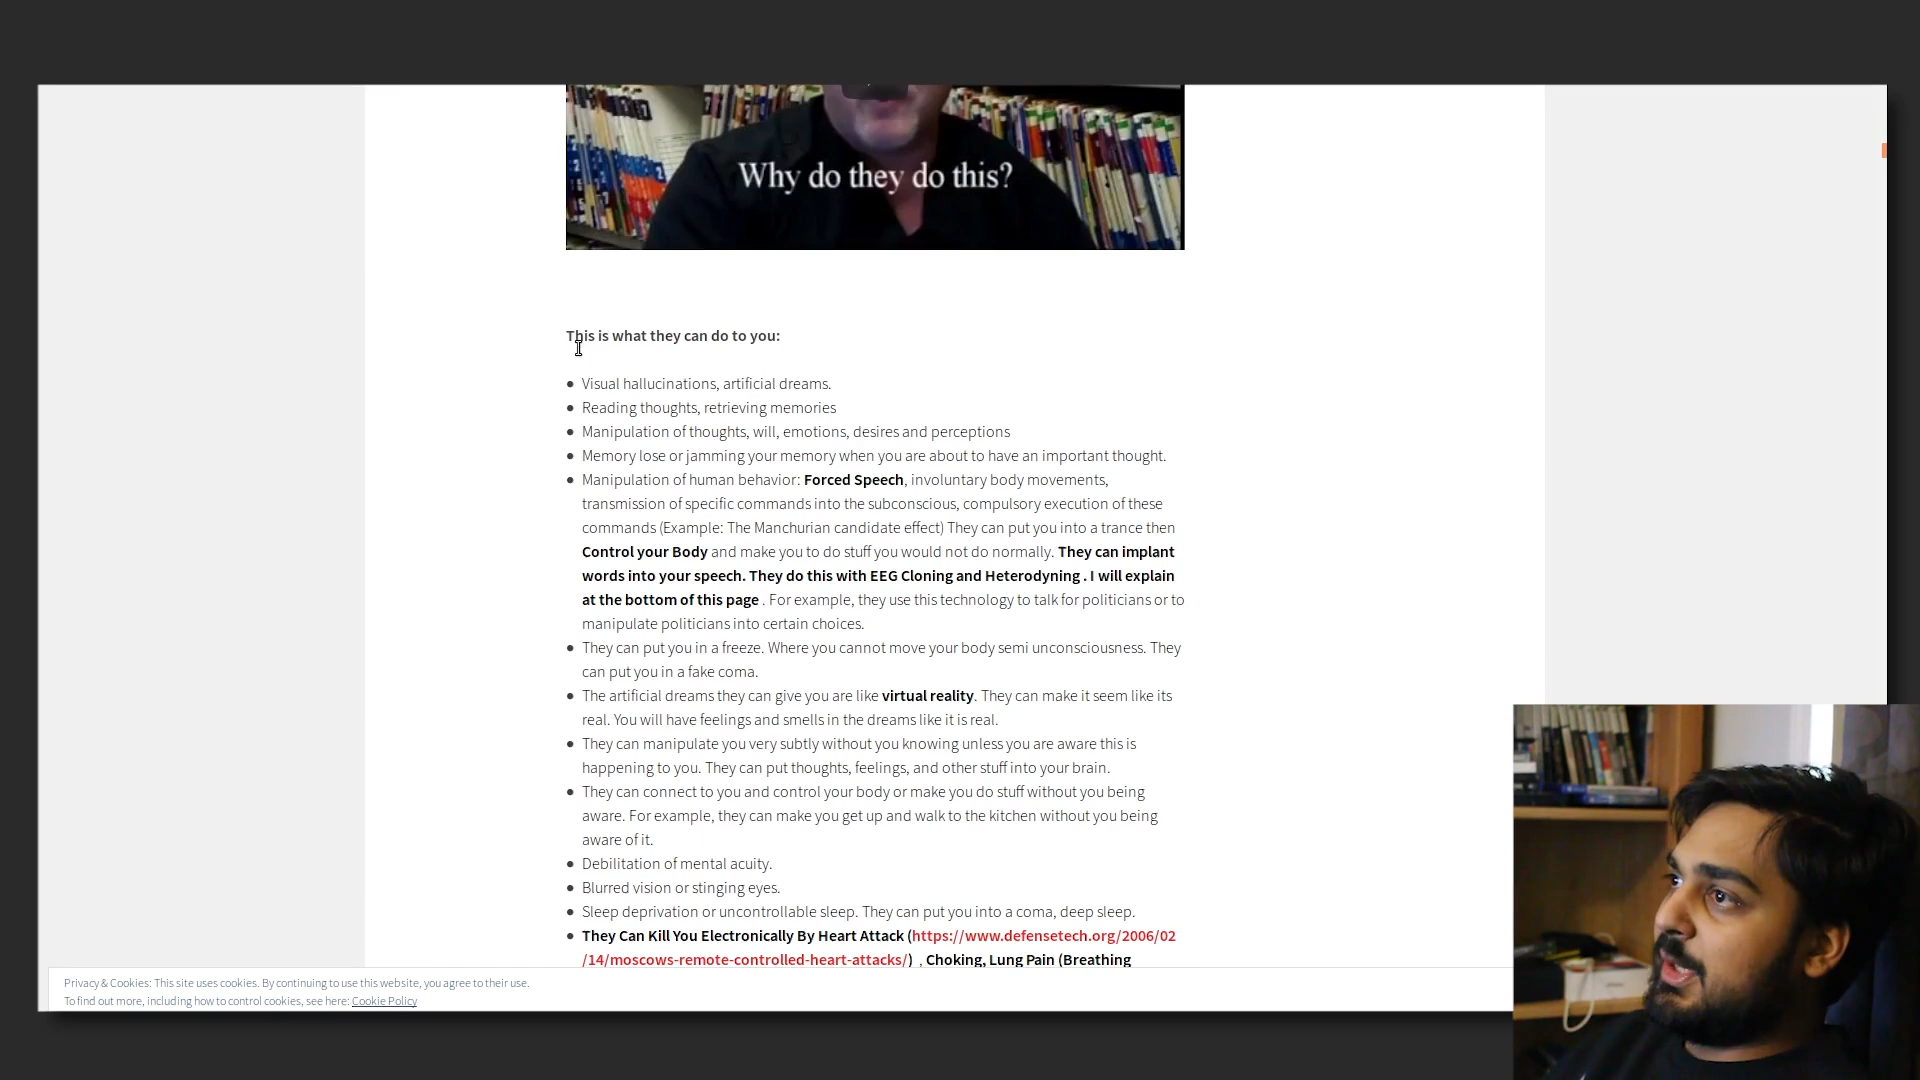 Why do they do this?
This is what they can do to you:
● Visual hallucinations, artificial dreams.
● Reading thoughts, retrieving memories
● Manipulation of thoughts, will, emotions, desires and perceptions
● Memory lose or jamming your memory when you are about to have an important thought.
● Manipulation of human behavior: Forced Speech, involuntary body movements,
transmission of specific commands into the subconscious, compulsory execution of these
commands (Example: The Manchurian candidate effect) They can put you into a trance then
Control your Body and make you to do stuff you would not do normally. They can implant
words into your speech. They do this with EEG Cloning and Heterodyning . I will explain
at the bottom of this page . For example, they use this technology to talk for politicians or to
manipulate politicians into certain choices.
● They can put you in a freeze. Where you cannot move your body semi unconsciousness. They
can put you in a fake coma.
● The artificial dreams they can give you are like virtual reality. They can make it seem like its
real. You will have feelings and smells in the dreams like it is real.
● They can manipulate you very subtly without you knowing unless you are aware this is
happening to you. They can put thoughts, feelings, and other stuff into your brain.
● They can connect to you and control your body or make you do stuff without you being
aware. For example, they can make you get up and walk to the kitchen without you being
aware of it.
● Debilitation of mental acuity.
● Blurred vision or stinging eyes.
● Sleep deprivation or uncontrollable sleep. They can put you into a coma, deep sleep.
● They Can Kill You Electronically By Heart Attack (https://www.defensetech.org/2006/02
/14/moscows-remote-controlled-heart-attacks/) , Choking, Lung Pain (Breathing
Privacy & Cookies: This site uses cookies. By continuing to use this website, you agree to their use.
To find out more, including how to control cookies, see here: Cookie Policy